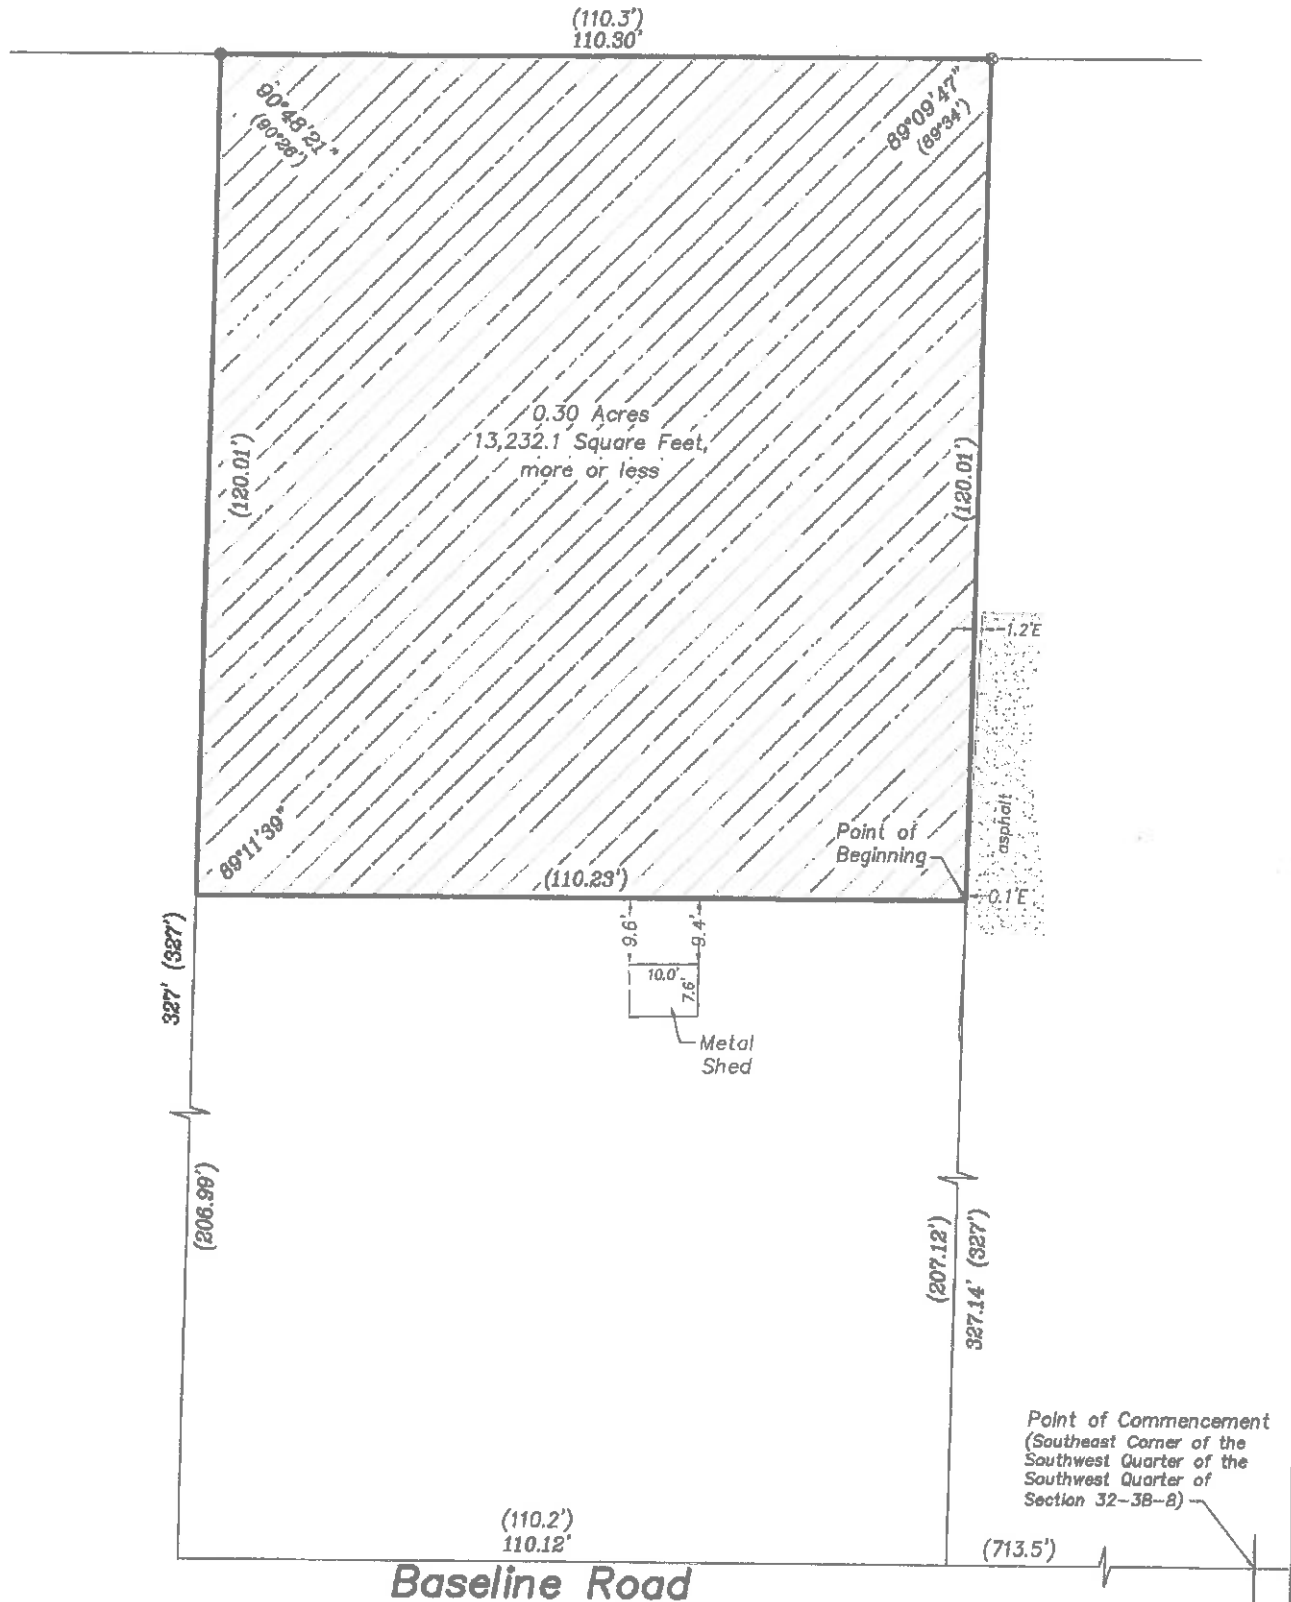 (110.3')
110.30'
90°48'21"
(90°26')
89°09'47"
(89°34')
0.30 Acres
13,232.1 Square Feet,
more or less
(120.01')
(120.01')
1.2'E
asphalt
89°11'39"
Point of
Beginning
(110.23')
0.1'E
327' (327')
9.6'
9.4'
10.0'
7.6'
Metal
Shed
(206.99')
(207.12')
327.14' (327')
Point of Commencement
(Southeast Corner of the
Southwest Quarter of the
Southwest Quarter of
Section 32-38-8)
(110.2')
110.12'
(713.5')
Baseline Road